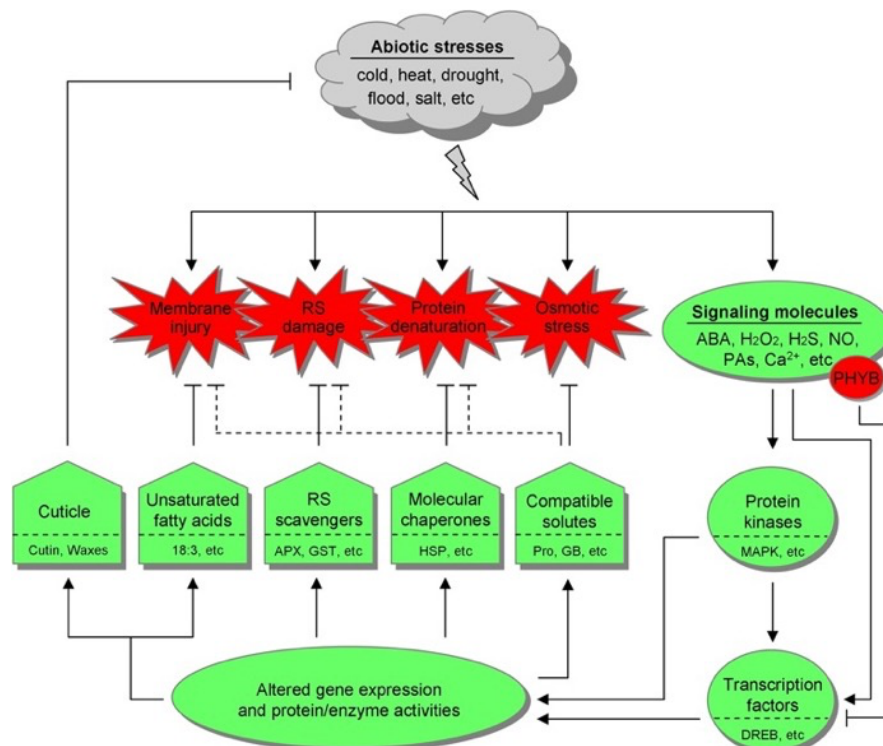 Abiotic stresses
cold, heat, drought,
flood, salt, etc
Membrane
injury
RS
damage
Protein
denaturation
Osmotic
stress
Signaling molecules
ABA, H₂O₂, H₂S, NO,
PAs, Ca²⁺, etc
PHYB
Cuticle
Cutin, Waxes
Unsaturated
fatty acids
18:3, etc
RS
scavengers
APX, GST, etc
Molecular
chaperones
HSP, etc
Compatible
solutes
Pro, GB, etc
Protein
kinases
MAPK, etc
Altered gene expression
and protein/enzyme activities
Transcription
factors
DREB, etc